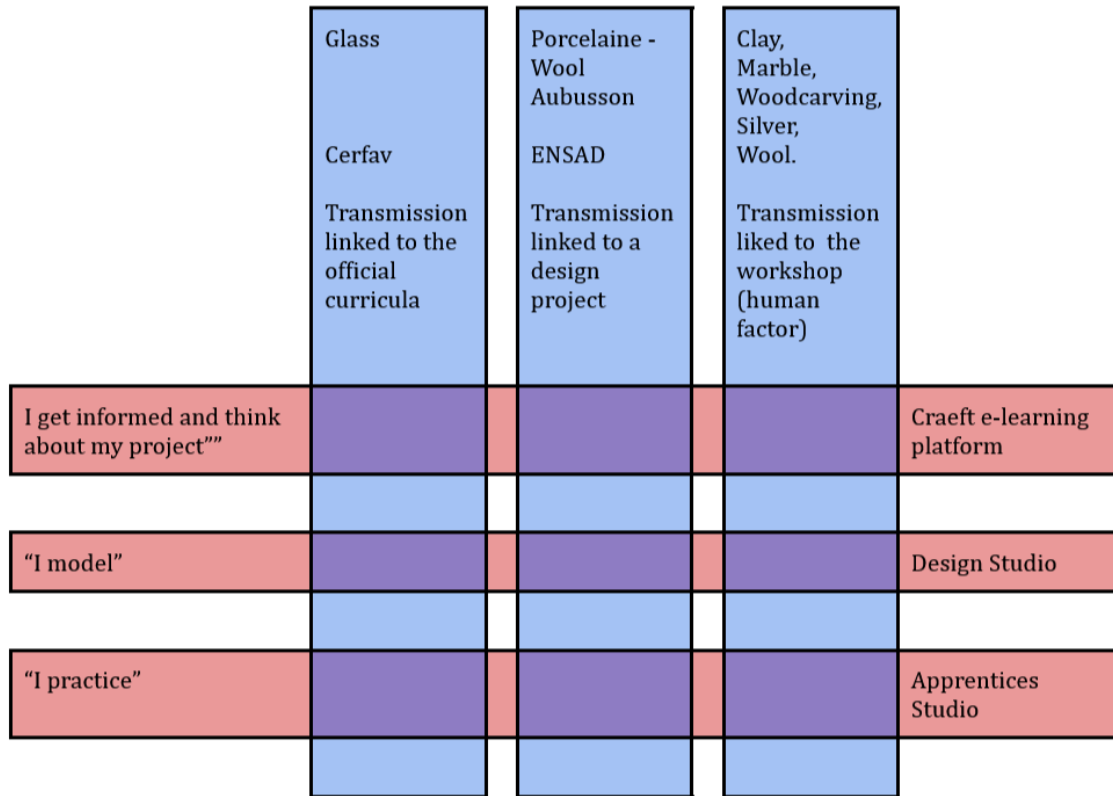 Glass
Cerfav
Transmission
linked to the
official
curricula
Porcelaine -
Wool
Aubusson
ENSAD
Transmission
linked to a
design
project
Clay,
Marble,
Woodcarving,
Silver,
Wool.
Transmission
liked to  the
workshop
(human
factor)
I get informed and think
about my project””
Craeft e-learning
platform
“I model”
Design Studio
“I practice”
Apprentices
Studio